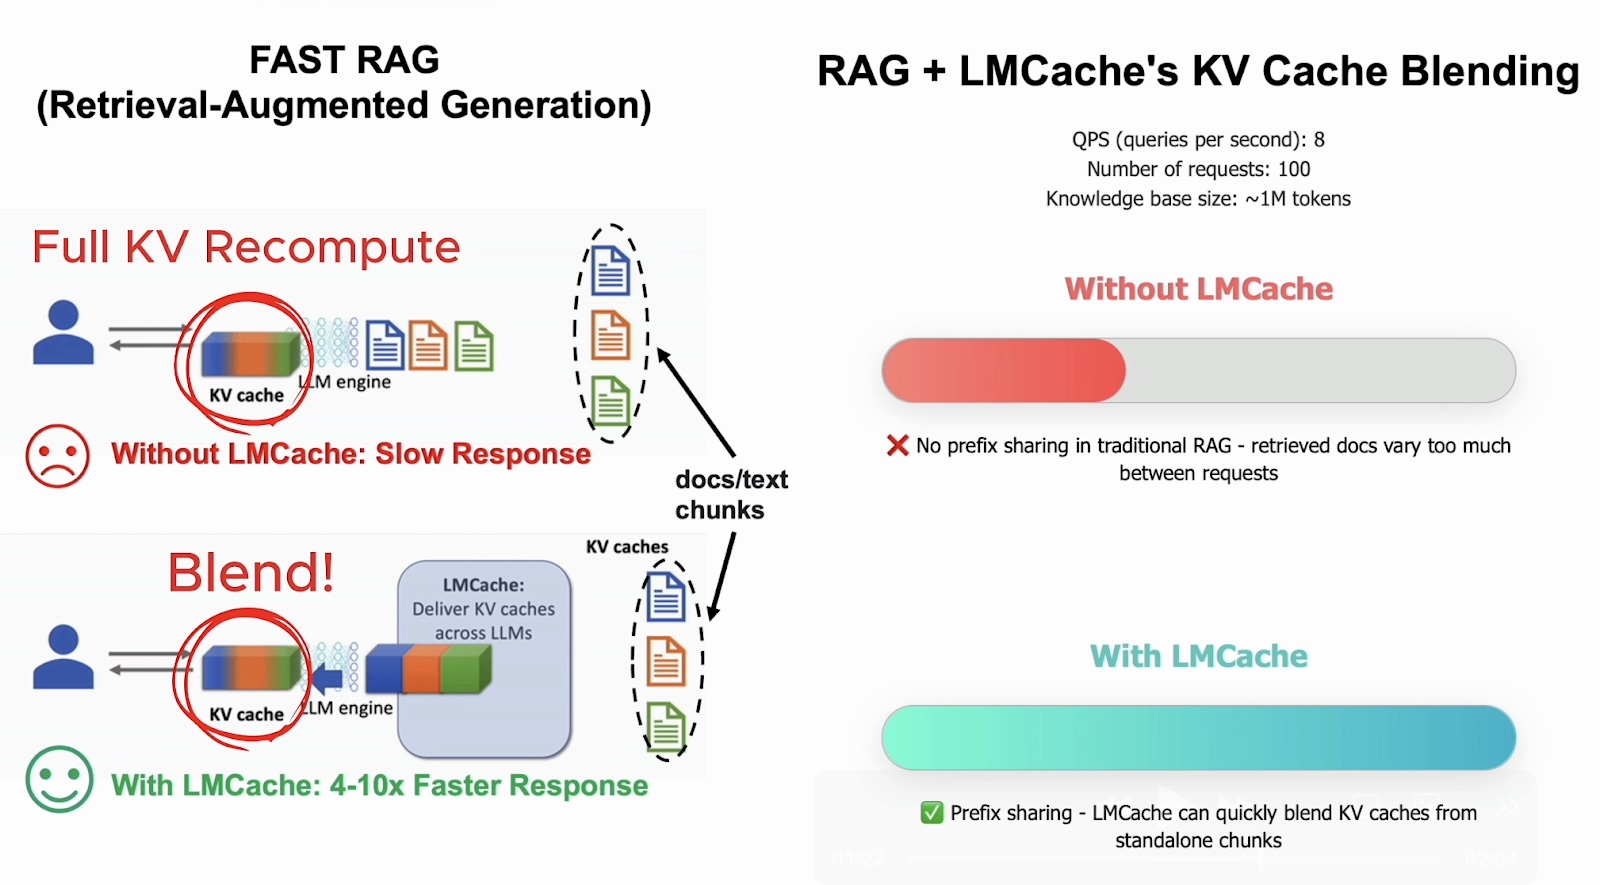 FAST RAG
(Retrieval-Augmented Generation)
Full KV Recompute
KV cache
LLM engine
Without LMCache: Slow Response
docs/text
chunks
Blend!
KV caches
LMCache:
Deliver KV caches
across LLMs
KV cache
LLM engine
With LMCache: 4-10x Faster Response
RAG + LMCache's KV Cache Blending
QPS (queries per second): 8
Number of requests: 100
Knowledge base size: ~1M tokens
Without LMCache
❌ No prefix sharing in traditional RAG - retrieved docs vary too much
between requests
With LMCache
✅ Prefix sharing - LMCache can quickly blend KV caches from
standalone chunks
01:22
02:04